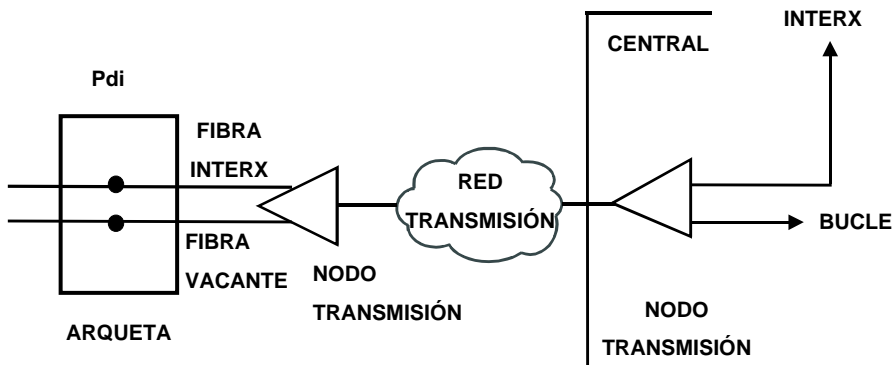 Pdi
FIBRA
INTERX
FIBRA
VACANTE
ARQUETA
NODO
TRANSMISIÓN
RED
TRANSMISIÓN
CENTRAL
INTERX
BUCLE
NODO
TRANSMISIÓN